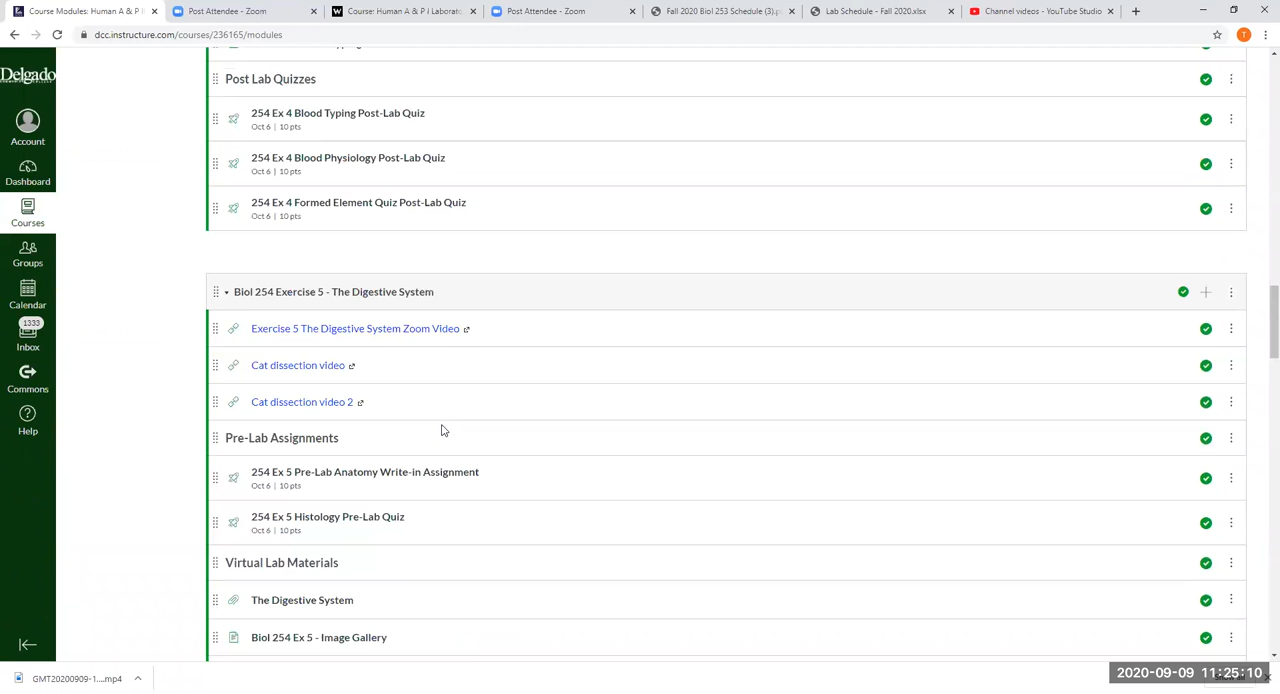 Course Modules: Human A & P I
Post Attendee - Zoom
Course: Human A & P I Laborato
Post Attendee - Zoom
Fall 2020 Biol 253 Schedule (3).p
Lab Schedule - Fall 2020.xlsx
Channel videos - YouTube Studio
dcc.instructure.com/courses/236165/modules
T
Delgado
Account
Dashboard
Courses
Groups
Calendar
1333
Inbox
Commons
Help
Post Lab Quizzes
254 Ex 4 Blood Typing Post-Lab Quiz
Oct 6 | 10 pts
254 Ex 4 Blood Physiology Post-Lab Quiz
Oct 6 | 10 pts
254 Ex 4 Formed Element Quiz Post-Lab Quiz
Oct 6 | 10 pts
Biol 254 Exercise 5 - The Digestive System
Exercise 5 The Digestive System Zoom Video
Cat dissection video
Cat dissection video 2
Pre-Lab Assignments
254 Ex 5 Pre-Lab Anatomy Write-in Assignment
Oct 6 | 10 pts
254 Ex 5 Histology Pre-Lab Quiz
Oct 6 | 10 pts
Virtual Lab Materials
The Digestive System
Biol 254 Ex 5 - Image Gallery
GMT20200909-1....mp4
2020-09-09 11:25:10